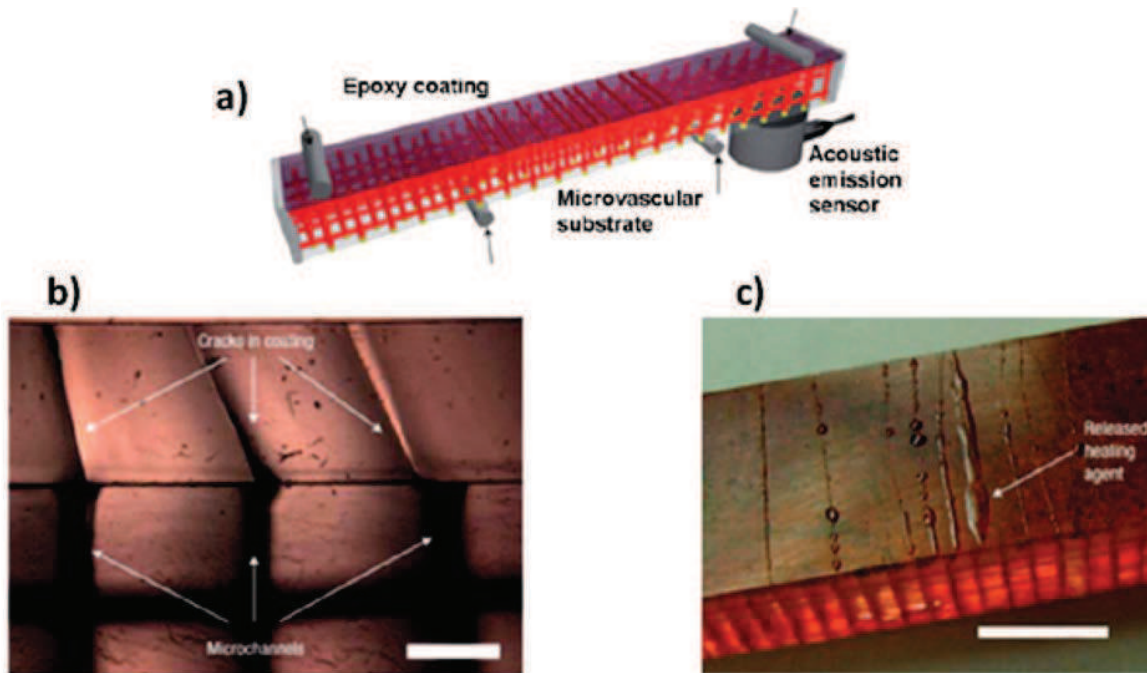 a)
Epoxy coating
Microvascular
substrate
Acoustic
emission
sensor
b)
Cracks in coating
Microchannels
c)
Released
healing
agent